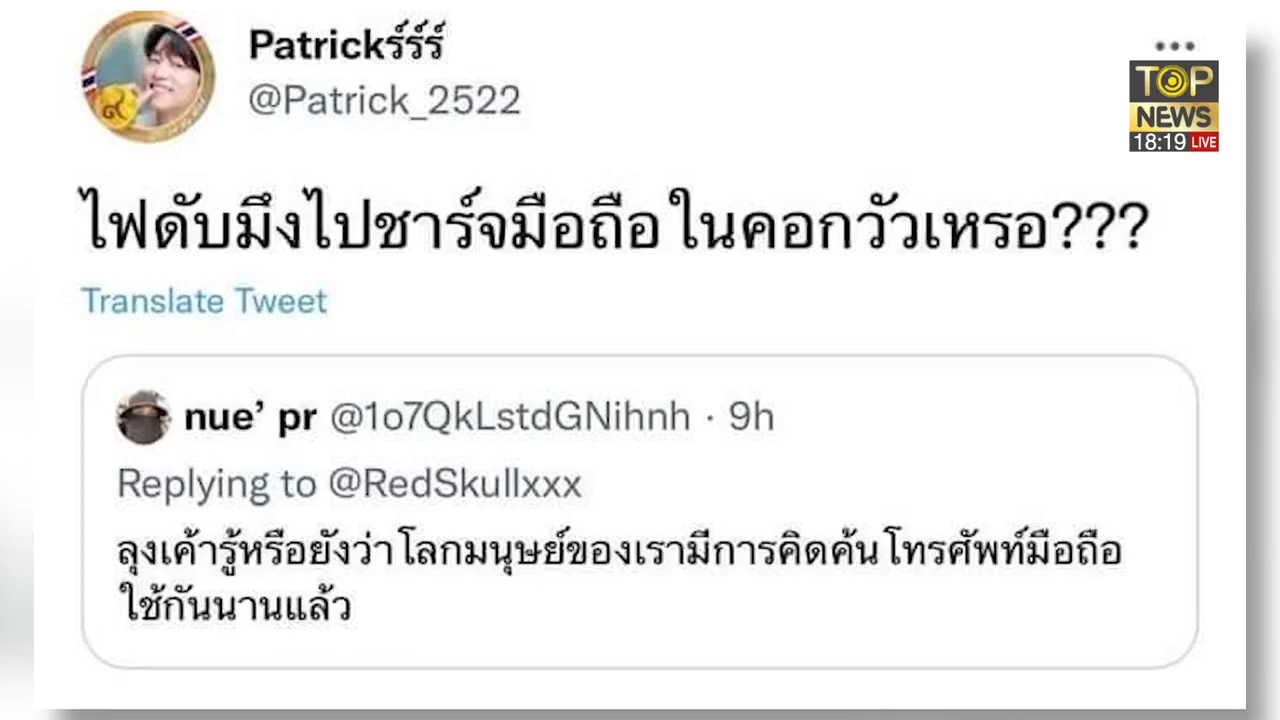 Patrickร์ร์ร์
@Patrick_2522
TOP
NEWS
18:19 LIVE
ไฟดับมึงไปชาร์จมือถือ ในคอกวัวเหรอ???
Translate Tweet
nue’ pr @1o7QkLstdGNihnh · 9h
Replying to @RedSkullxxx
ลุงเค้ารู้หรือยังว่า โลกมนุษย์ของเรามีการคิดค้น โทรศัพท์มือถือ
ใช้กันนานแล้ว